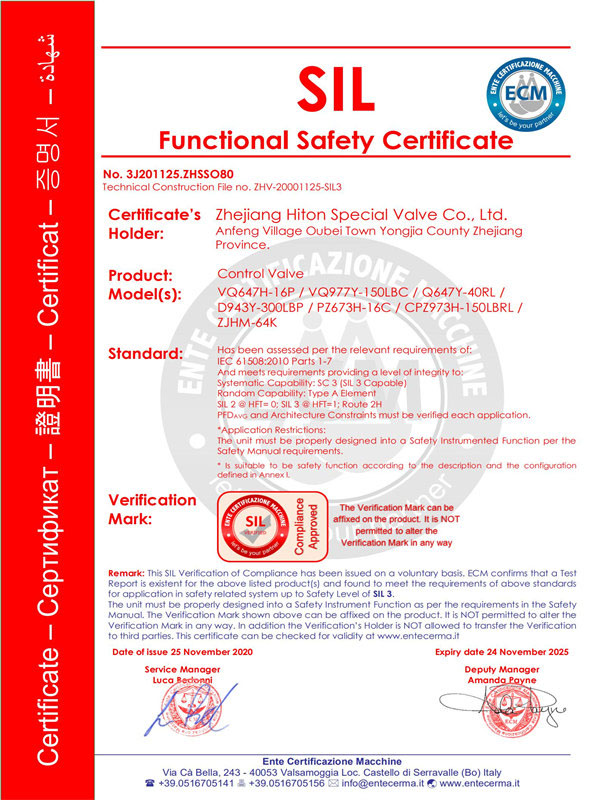 SIL
Functional Safety Certificate
ENTE CERTIFICAZIONE MACCHINE
ECM
let's be your partner
No. 3J201125.ZHSSO80
Technical Construction File no. ZHV-20001125-SIL3
Certificate's Holder:
Zhejiang Hiton Special Valve Co., Ltd.
Anfeng Village Oubei Town Yongjia County Zhejiang
Province.
Product:
Control Valve
Model(s):
VQ647H-16P / VQ977Y-150LBC / Q647Y-40RL /
D943Y-300LBP / PZ673H-16C / CPZ973H-150LBRL /
ZJHM-64K
Standard:
Has been assessed per the relevant requirements of:
IEC 61508:2010 Parts 1-7
And meets requirements providing a level of integrity to:
Systematic Capability: SC 3 (SIL 3 Capable)
Random Capability: Type A Element
SIL 2 @ HFT= 0; SIL 3 @ HFT=1; Route 2H
PFDAVG and Architecture Constraints must be verified each application.
*Application Restrictions:
The unit must be properly designed into a Safety Instrumented Function per the
Safety Manual requirements.
* Is suitable to be safety function according to the description and the configuration
defined in Annex I.
Verification
Mark:
ENTE CERTIFICAZIONE MACCHINE
SIL
let's be your partner
Compliance
Approved
The Verification Mark can be
affixed on the product. It is NOT
permitted to alter the
Verification Mark in any way
Remark: This SIL Verification of Compliance has been issued on a voluntary basis. ECM confirms that a Test
Report is existent for the above listed product(s) and found to meet the requirements of above standards
for application in safety related system up to Safety Level of SIL 3.
The unit must be properly designed into a Safety Instrument Function as per the requirements in the Safety
Manual. The Verification Mark shown above can be affixed on the product. It is NOT permitted to alter the
Verification Mark in any way. In addition the Verification's Holder is NOT allowed to transfer the Verification
to third parties. This certificate can be checked for validity at www.entecerma.it
Date of issue 25 November 2020
Expiry date 24 November 2025
Service Manager
Luca Bedonni
Deputy Manager
Amanda Payne
ECM
Ente Certificazione Macchine
Via Cà Bella, 243 - 40053 Valsamoggia Loc. Castello di Serravalle (Bo) Italy
☎ +39.0516705141 +39.0516705156 ✉ info@entecerma.it www.entecerma.it
Certificate – Сертификат – 證明書 – Certificat – 증명서 – شهادة
ENTE CERTIFICAZIONE MACCHINE